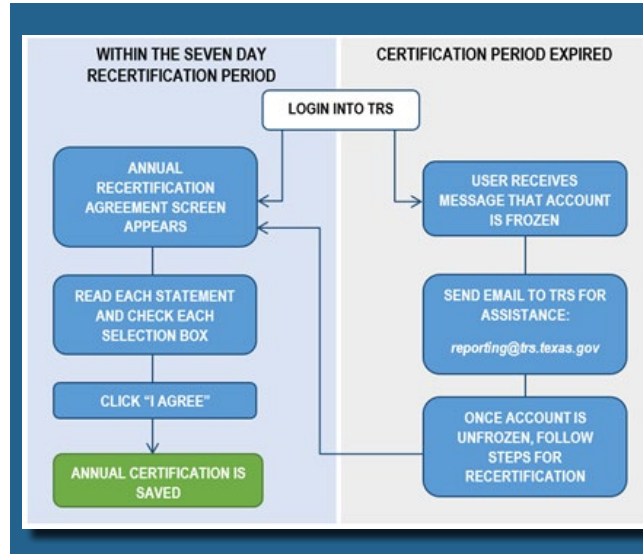 WITHIN THE SEVEN DAY
RECERTIFICATION PERIOD
CERTIFICATION PERIOD EXPIRED
LOGIN INTO TRS
ANNUAL
RECERTIFICATION
AGREEMENT SCREEN
APPEARS
READ EACH STATEMENT
AND CHECK EACH
SELECTION BOX
CLICK “I AGREE”
ANNUAL CERTIFICATION IS
SAVED
USER RECEIVES
MESSAGE THAT ACCOUNT
IS FROZEN
SEND EMAIL TO TRS FOR
ASSISTANCE:
reporting@trs.texas.gov
ONCE ACCOUNT IS
UNFROZEN, FOLLOW
STEPS FOR
RECERTIFICATION